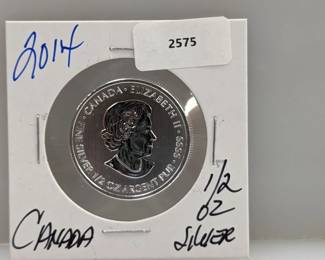 2014
2575
CANADA · ELIZABETH II · 9999
FINE SILVER 1/2 OZ ARGENT PUR
CANADA
1/2
OZ
SILVER